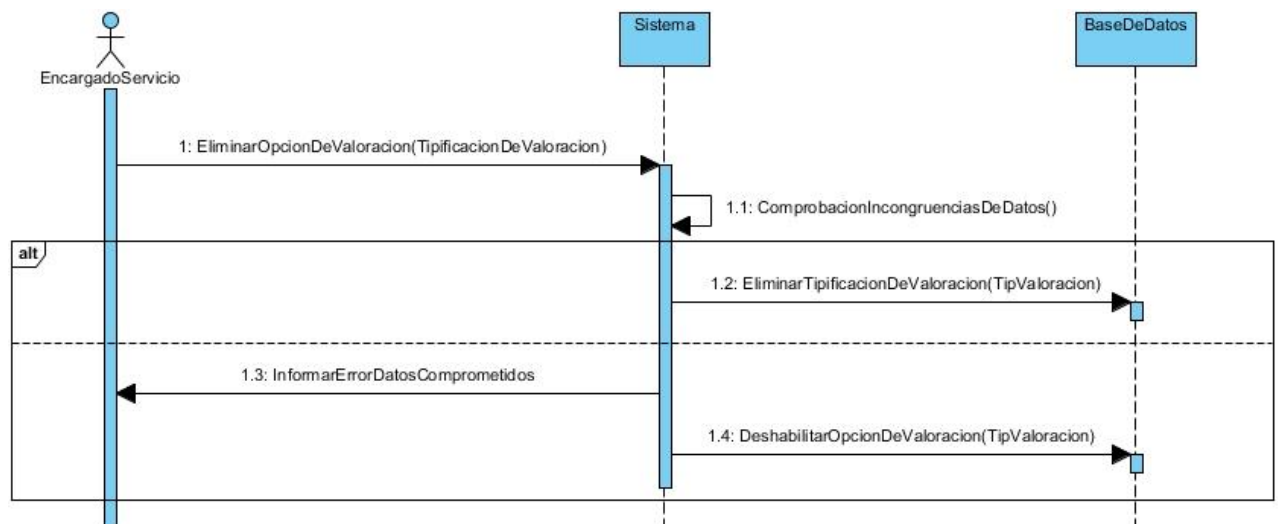 Sistema
BaseDeDatos
EncargadoServicio
1: EliminarOpcionDeValoracion(TipificacionDeValoracion)
1.1: ComprobacionIncongruenciasDeDatos()
alt
1.2: EliminarTipificacionDeValoracion(TipValoracion)
1.3: InformarErrorDatosComprometidos
1.4: DeshabilitarOpcionDeValoracion(TipValoracion)